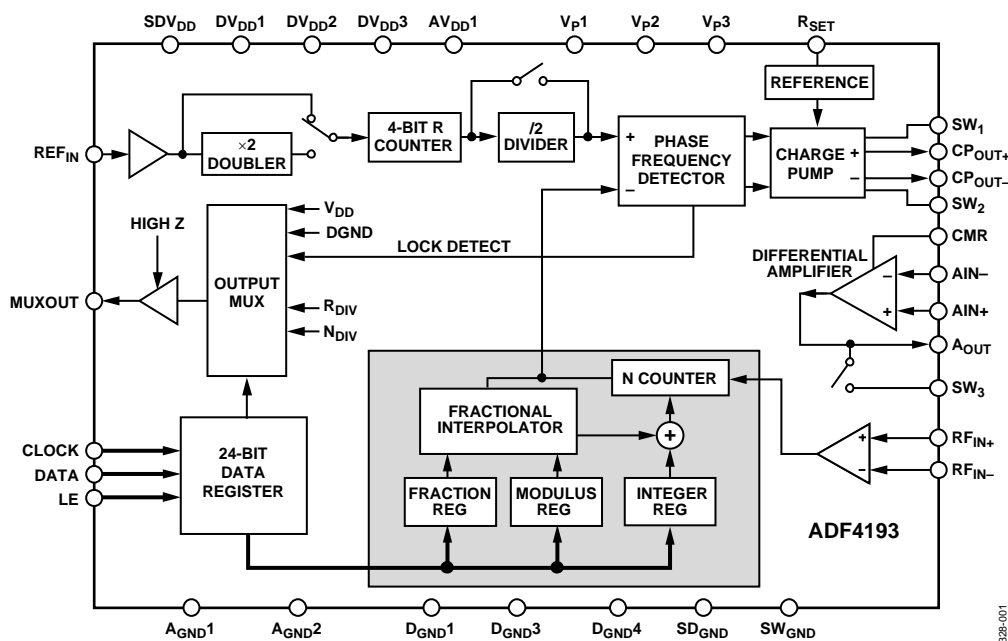 SDVDD DVDD1 DVDD2 DVDD3 AVDD1 VP1 VP2 VP3 RSET
REFERENCE
×2
DOUBLER
4-BIT R
COUNTER
/2
DIVIDER
REFIN
+
–
PHASE
FREQUENCY
DETECTOR
CHARGE
PUMP
+
–
SW1
CPOUT+
CPOUT–
SW2
HIGH Z
MUXOUT
OUTPUT
MUX
VDD
DGND
LOCK DETECT
RDIV
NDIV
DIFFERENTIAL
AMPLIFIER
–
+
CMR
AIN–
AIN+
AOUT
SW3
N COUNTER
FRACTIONAL
INTERPOLATOR
+
+
–
RFIN+
RFIN–
CLOCK
DATA
LE
24-BIT
DATA
REGISTER
FRACTION
REG
MODULUS
REG
INTEGER
REG
ADF4193
AGND1 AGND2 DGND1 DGND3 DGND4 SDGND SWGND